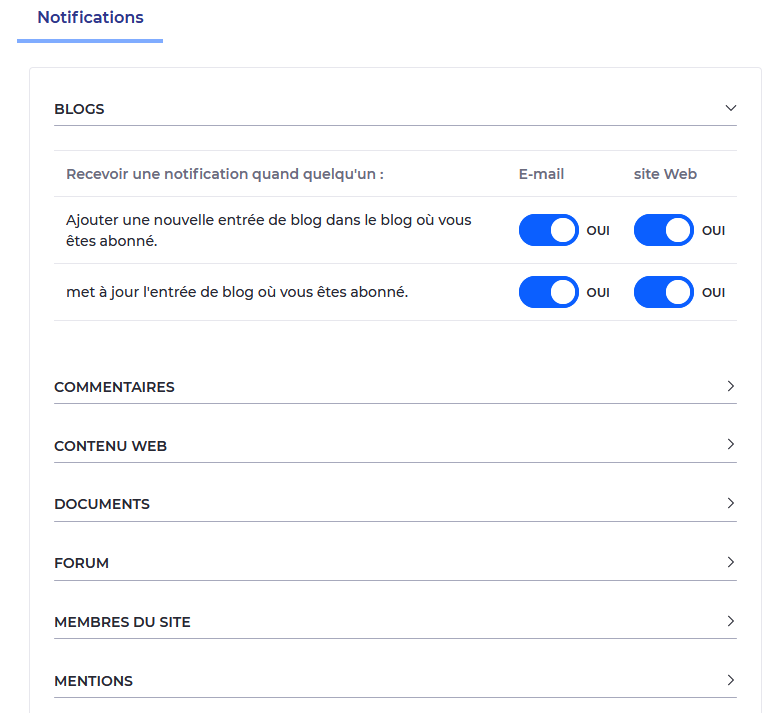 Notifications
BLOGS
Recevoir une notification quand quelqu'un : E-mail site Web
Ajouter une nouvelle entrée de blog dans le blog où vous
êtes abonné. OUI OUI
met à jour l'entrée de blog où vous êtes abonné. OUI OUI
COMMENTAIRES
CONTENU WEB
DOCUMENTS
FORUM
MEMBRES DU SITE
MENTIONS